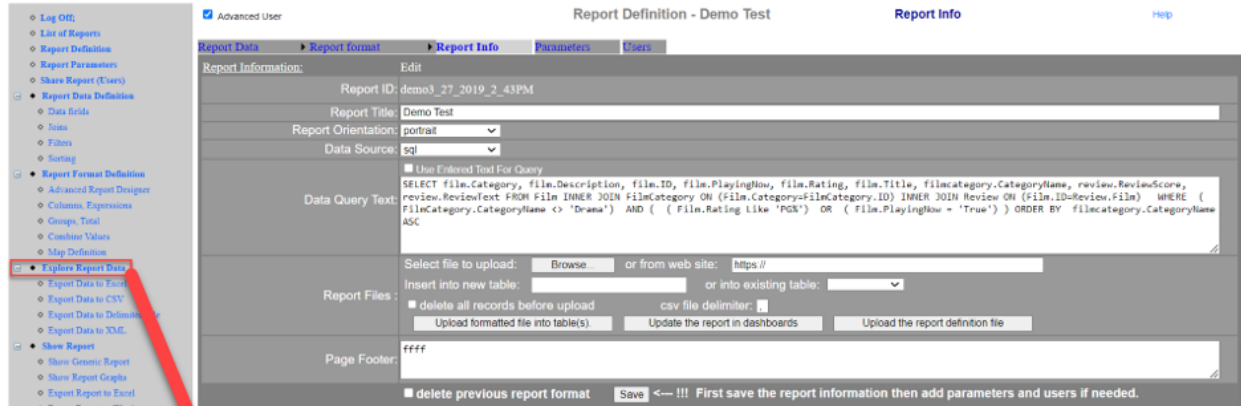 Log Off;
List of Reports
Report Definition
Report Parameters
Share Report (Users)
Report Data Definition
Data fields
Joins
Filters
Sorting
Report Format Definition
Advanced Report Designer
Columns, Expressions
Groups, Total
Combine Values
Map Definition
Explore Report Data
Export Data to Excel
Export Data to CSV
Export Data to Delimited File
Export Data to XML
Show Report
Show Generic Report
Show Report Graphs
Export Report to Excel
Advanced User
Report Definition - Demo Test
Report Info
Help
Report Data
Report format
Report Info
Parameters
Users
Report Information: Edit
Report ID: demo3_27_2019_2_43PM
Report Title: Demo Test
Report Orientation: portrait
Data Source: sql
Use Entered Text For Query
Data Query Text:
SELECT film.Category, film.Description, film.ID, film.PlayingNow, film.Rating, film.Title, filmcategory.CategoryName, review.ReviewScore,
review.ReviewText FROM Film INNER JOIN FilmCategory ON (Film.Category=FilmCategory.ID) INNER JOIN Review ON (Film.ID=Review.Film) WHERE (
FilmCategory.CategoryName <> 'Drama') AND ( ( Film.Rating Like 'PG%') OR ( Film.PlayingNow = 'True') ) ORDER BY filmcategory.CategoryName
ASC
Report Files :
Select file to upload: Browse... or from web site: https://
Insert into new table: or into existing table:
delete all records before upload csv file delimiter: ,
Upload formatted file into table(s). Update the report in dashboards Upload the report definition file
Page Footer: ffff
delete previous report format Save <--- !!! First save the report information then add parameters and users if needed.